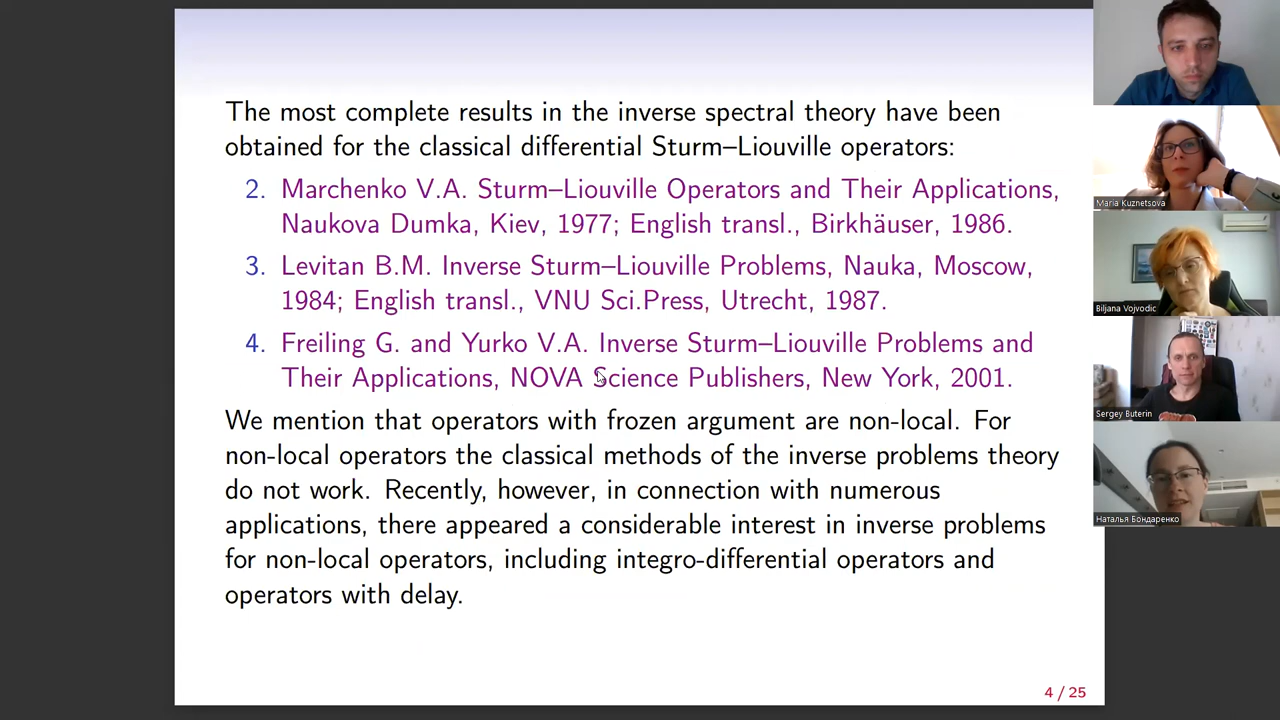 The most complete results in the inverse spectral theory have been
obtained for the classical differential Sturm–Liouville operators:
2. Marchenko V.A. Sturm–Liouville Operators and Their Applications,
Naukova Dumka, Kiev, 1977; English transl., Birkhäuser, 1986.
3. Levitan B.M. Inverse Sturm–Liouville Problems, Nauka, Moscow,
1984; English transl., VNU Sci.Press, Utrecht, 1987.
4. Freiling G. and Yurko V.A. Inverse Sturm–Liouville Problems and
Their Applications, NOVA Science Publishers, New York, 2001.
We mention that operators with frozen argument are non-local. For
non-local operators the classical methods of the inverse problems theory
do not work. Recently, however, in connection with numerous
applications, there appeared a considerable interest in inverse problems
for non-local operators, including integro-differential operators and
operators with delay.
4 / 25
Maria Kuznetsova
Biljana Vojvodic
Sergey Buterin
Наталья Бондаренко